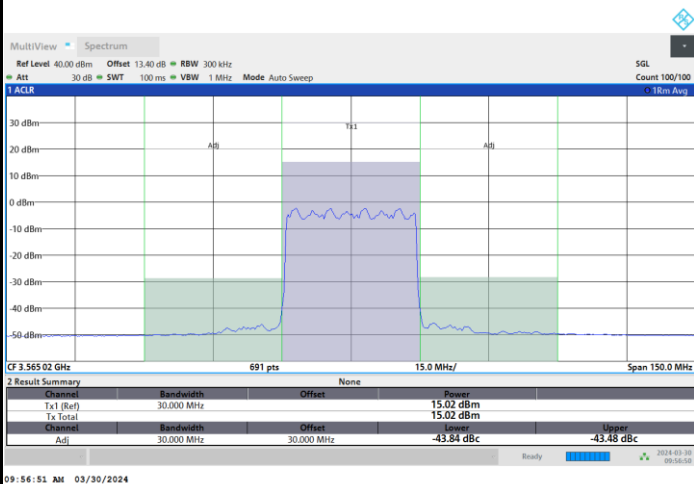 MultiView Spectrum
Ref Level 40.00 dBm Offset 13.40 dB RBW 300 kHz SGL
Att 30 dB SWT 100 ms VBW 1 MHz Mode Auto Sweep Count 100/100
1 ACLR 1Rm Avg
30 dBm
Tx1
20 dBm
Adj Adj
10 dBm
0 dBm
-10 dBm
-20 dBm
-30 dBm
-40 dBm
-50 dBm
CF 3.56502 GHz 691 pts 15.0 MHz/ Span 150.0 MHz
2 Result Summary None
Channel Bandwidth Offset Power
Tx1 (Ref) 30.000 MHz 15.02 dBm
Tx Total 15.02 dBm
Channel Bandwidth Offset Lower Upper
Adj 30.000 MHz 30.000 MHz -43.84 dBc -43.48 dBc
Ready 2024-03-30
09:56:50
09:56:51 AM 03/30/2024